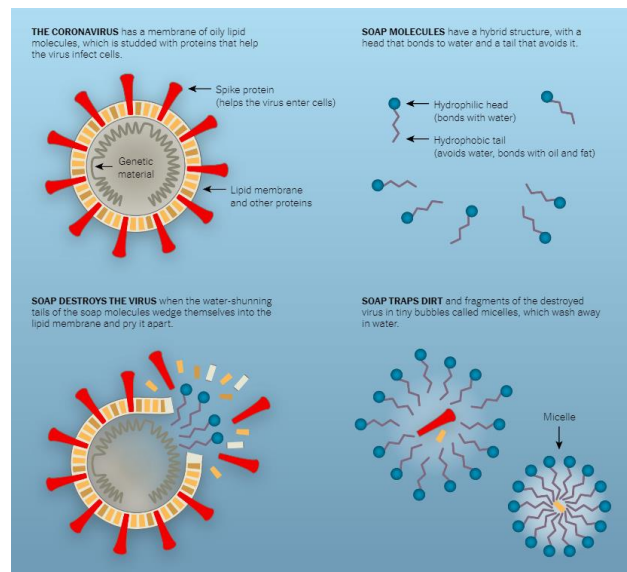 THE CORONAVIRUS has a membrane of oily lipid
molecules, which is studded with proteins that help
the virus infect cells.
Spike protein
(helps the virus enter cells)
Genetic
material
Lipid membrane
and other proteins
SOAP MOLECULES have a hybrid structure, with a
head that bonds to water and a tail that avoids it.
Hydrophilic head
(bonds with water)
Hydrophobic tail
(avoids water, bonds with oil and fat)
SOAP DESTROYS THE VIRUS when the water-shunning
tails of the soap molecules wedge themselves into the
lipid membrane and pry it apart.
SOAP TRAPS DIRT and fragments of the destroyed
virus in tiny bubbles called micelles, which wash away
in water.
Micelle